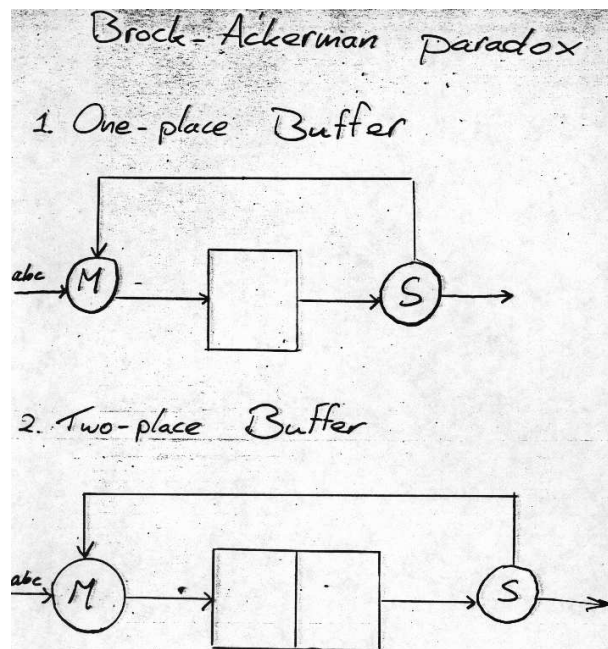 Brock-Ackerman paradox
1. One-place Buffer
abc
M
S
2. Two-place Buffer
abc
M
S